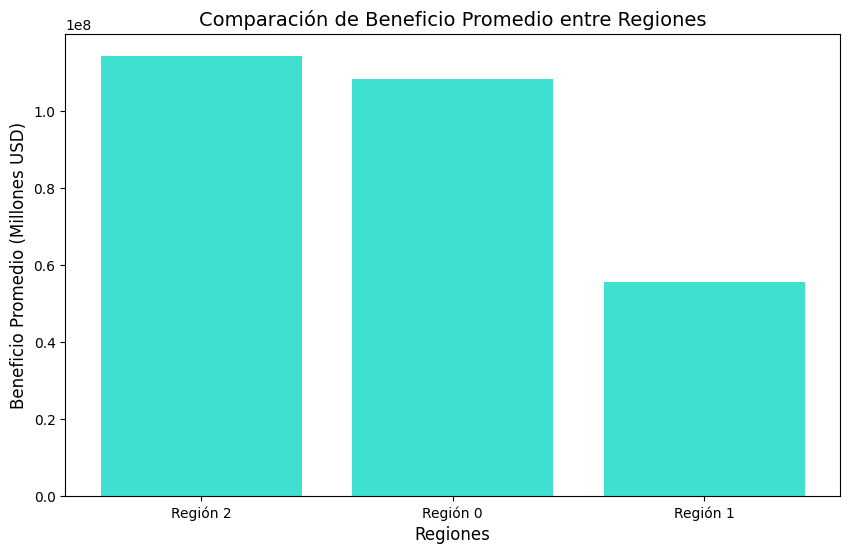 Comparación de Beneficio Promedio entre Regiones
1e8
Beneficio Promedio (Millones USD)
1.0
0.8
0.6
0.4
0.2
0.0
Región 2 Región 0 Región 1
Regiones